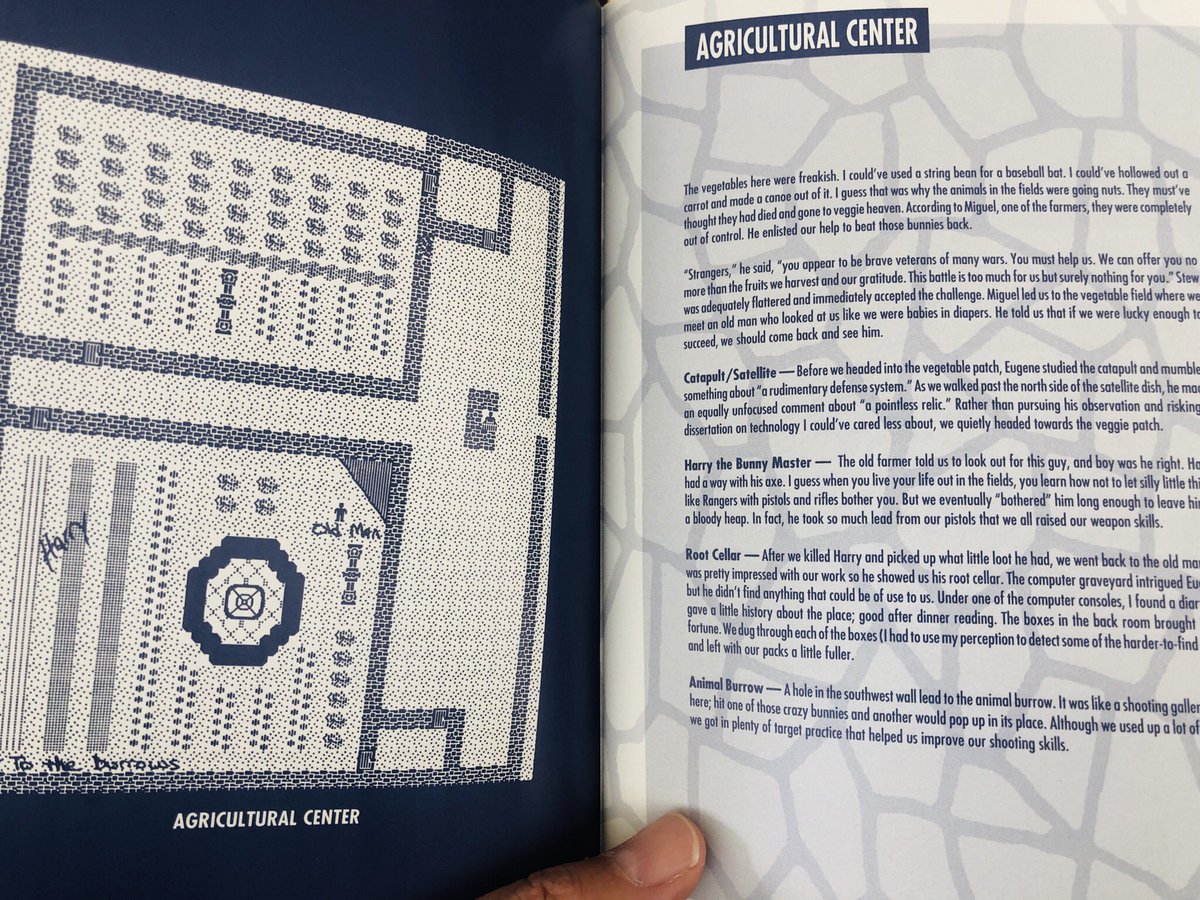 Harry
Old Man
To the burrows
AGRICULTURAL CENTER
AGRICULTURAL CENTER
The vegetables here were freakish. I could've used a string bean for a baseball bat. I could've hollowed out a
carrot and made a canoe out of it. I guess that was why the animals in the fields were going nuts. They must've
thought they had died and gone to veggie heaven. According to Miguel, one of the farmers, they were completely
out of control. He enlisted our help to beat those bunnies back.
"Strangers," he said, "you appear to be brave veterans of many wars. You must help us. We can offer you no
more than the fruits we harvest and our gratitude. This battle is too much for us but surely nothing for you." Stew
was adequately flattered and immediately accepted the challenge. Miguel led us to the vegetable field where we
meet an old man who looked at us like we were babies in diapers. He told us that if we were lucky enough to
succeed, we should come back and see him.
Catapult/Satellite — Before we headed into the vegetable patch, Eugene studied the catapult and mumble
something about "a rudimentary defense system." As we walked past the north side of the satellite dish, he ma
an equally unfocused comment about "a pointless relic." Rather than pursuing his observation and risking
dissertation on technology I could've cared less about, we quietly headed towards the veggie patch.
Harry the Bunny Master — The old farmer told us to look out for this guy, and boy was he right. Ha
had a way with his axe. I guess when you live your life out in the fields, you learn how not to let silly little thi
like Rangers with pistols and rifles bother you. But we eventually "bothered" him long enough to leave him
a bloody heap. In fact, he took so much lead from our pistols that we all raised our weapon skills.
Root Cellar — After we killed Harry and picked up what little loot he had, we went back to the old ma
was pretty impressed with our work so he showed us his root cellar. The computer graveyard intrigued Eu
but he didn't find anything that could be of use to us. Under one of the computer consoles, I found a diar
gave a little history about the place; good after dinner reading. The boxes in the back room brought
fortune. We dug through each of the boxes (I had to use my perception to detect some of the harder-to-find
and left with our packs a little fuller.
Animal Burrow — A hole in the southwest wall lead to the animal burrow. It was like a shooting galler
here; hit one of those crazy bunnies and another would pop up in its place. Although we used up a lot of
we got in plenty of target practice that helped us improve our shooting skills.